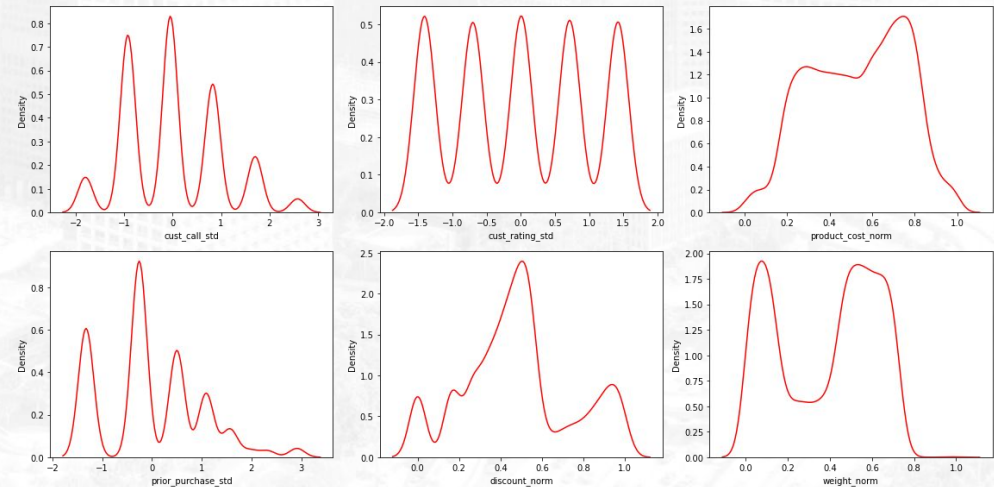 Density
0.8
0.7
0.6
0.5
0.4
0.3
0.2
0.1
0.0
−2 −1 0 1 2 3
cust_call_std
Density
0.5
0.4
0.3
0.2
0.1
0.0
−2.0 −1.5 −1.0 −0.5 0.0 0.5 1.0 1.5 2.0
cust_rating_std
Density
1.6
1.4
1.2
1.0
0.8
0.6
0.4
0.2
0.0
0.0 0.2 0.4 0.6 0.8 1.0
product_cost_norm
Density
0.8
0.6
0.4
0.2
0.0
−2 −1 0 1 2 3
prior_purchase_std
Density
2.5
2.0
1.5
1.0
0.5
0.0
0.0 0.2 0.4 0.6 0.8 1.0
discount_norm
Density
2.00
1.75
1.50
1.25
1.00
0.75
0.50
0.25
0.00
0.0 0.2 0.4 0.6 0.8 1.0
weight_norm